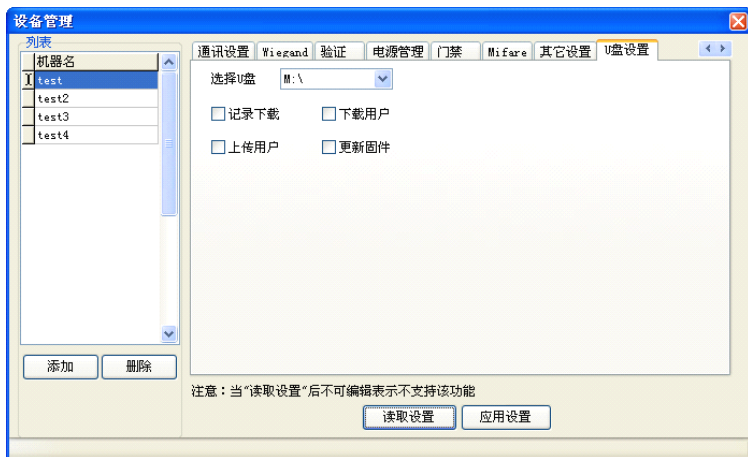 设备管理
列表
机器名
test
test2
test3
test4
添加 删除
通讯设置 Wiegand 验证 电源管理 门禁 Mifare 其它设置 U盘设置
选择U盘 M:\
记录下载 下载用户
上传用户 更新固件
注意：当"读取设置"后不可编辑表示不支持该功能
读取设置 应用设置